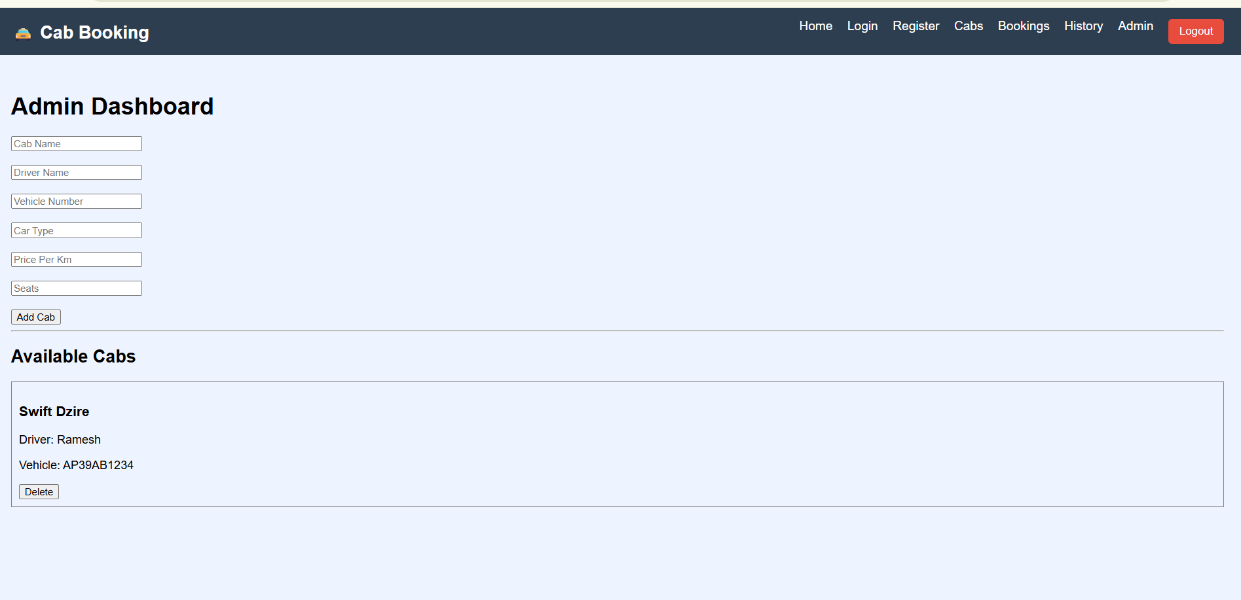 Cab Booking
Home Login Register Cabs Bookings History Admin Logout
Admin Dashboard
Cab Name
Driver Name
Vehicle Number
Car Type
Price Per Km
Seats
Add Cab
Available Cabs
Swift Dzire
Driver: Ramesh
Vehicle: AP39AB1234
Delete